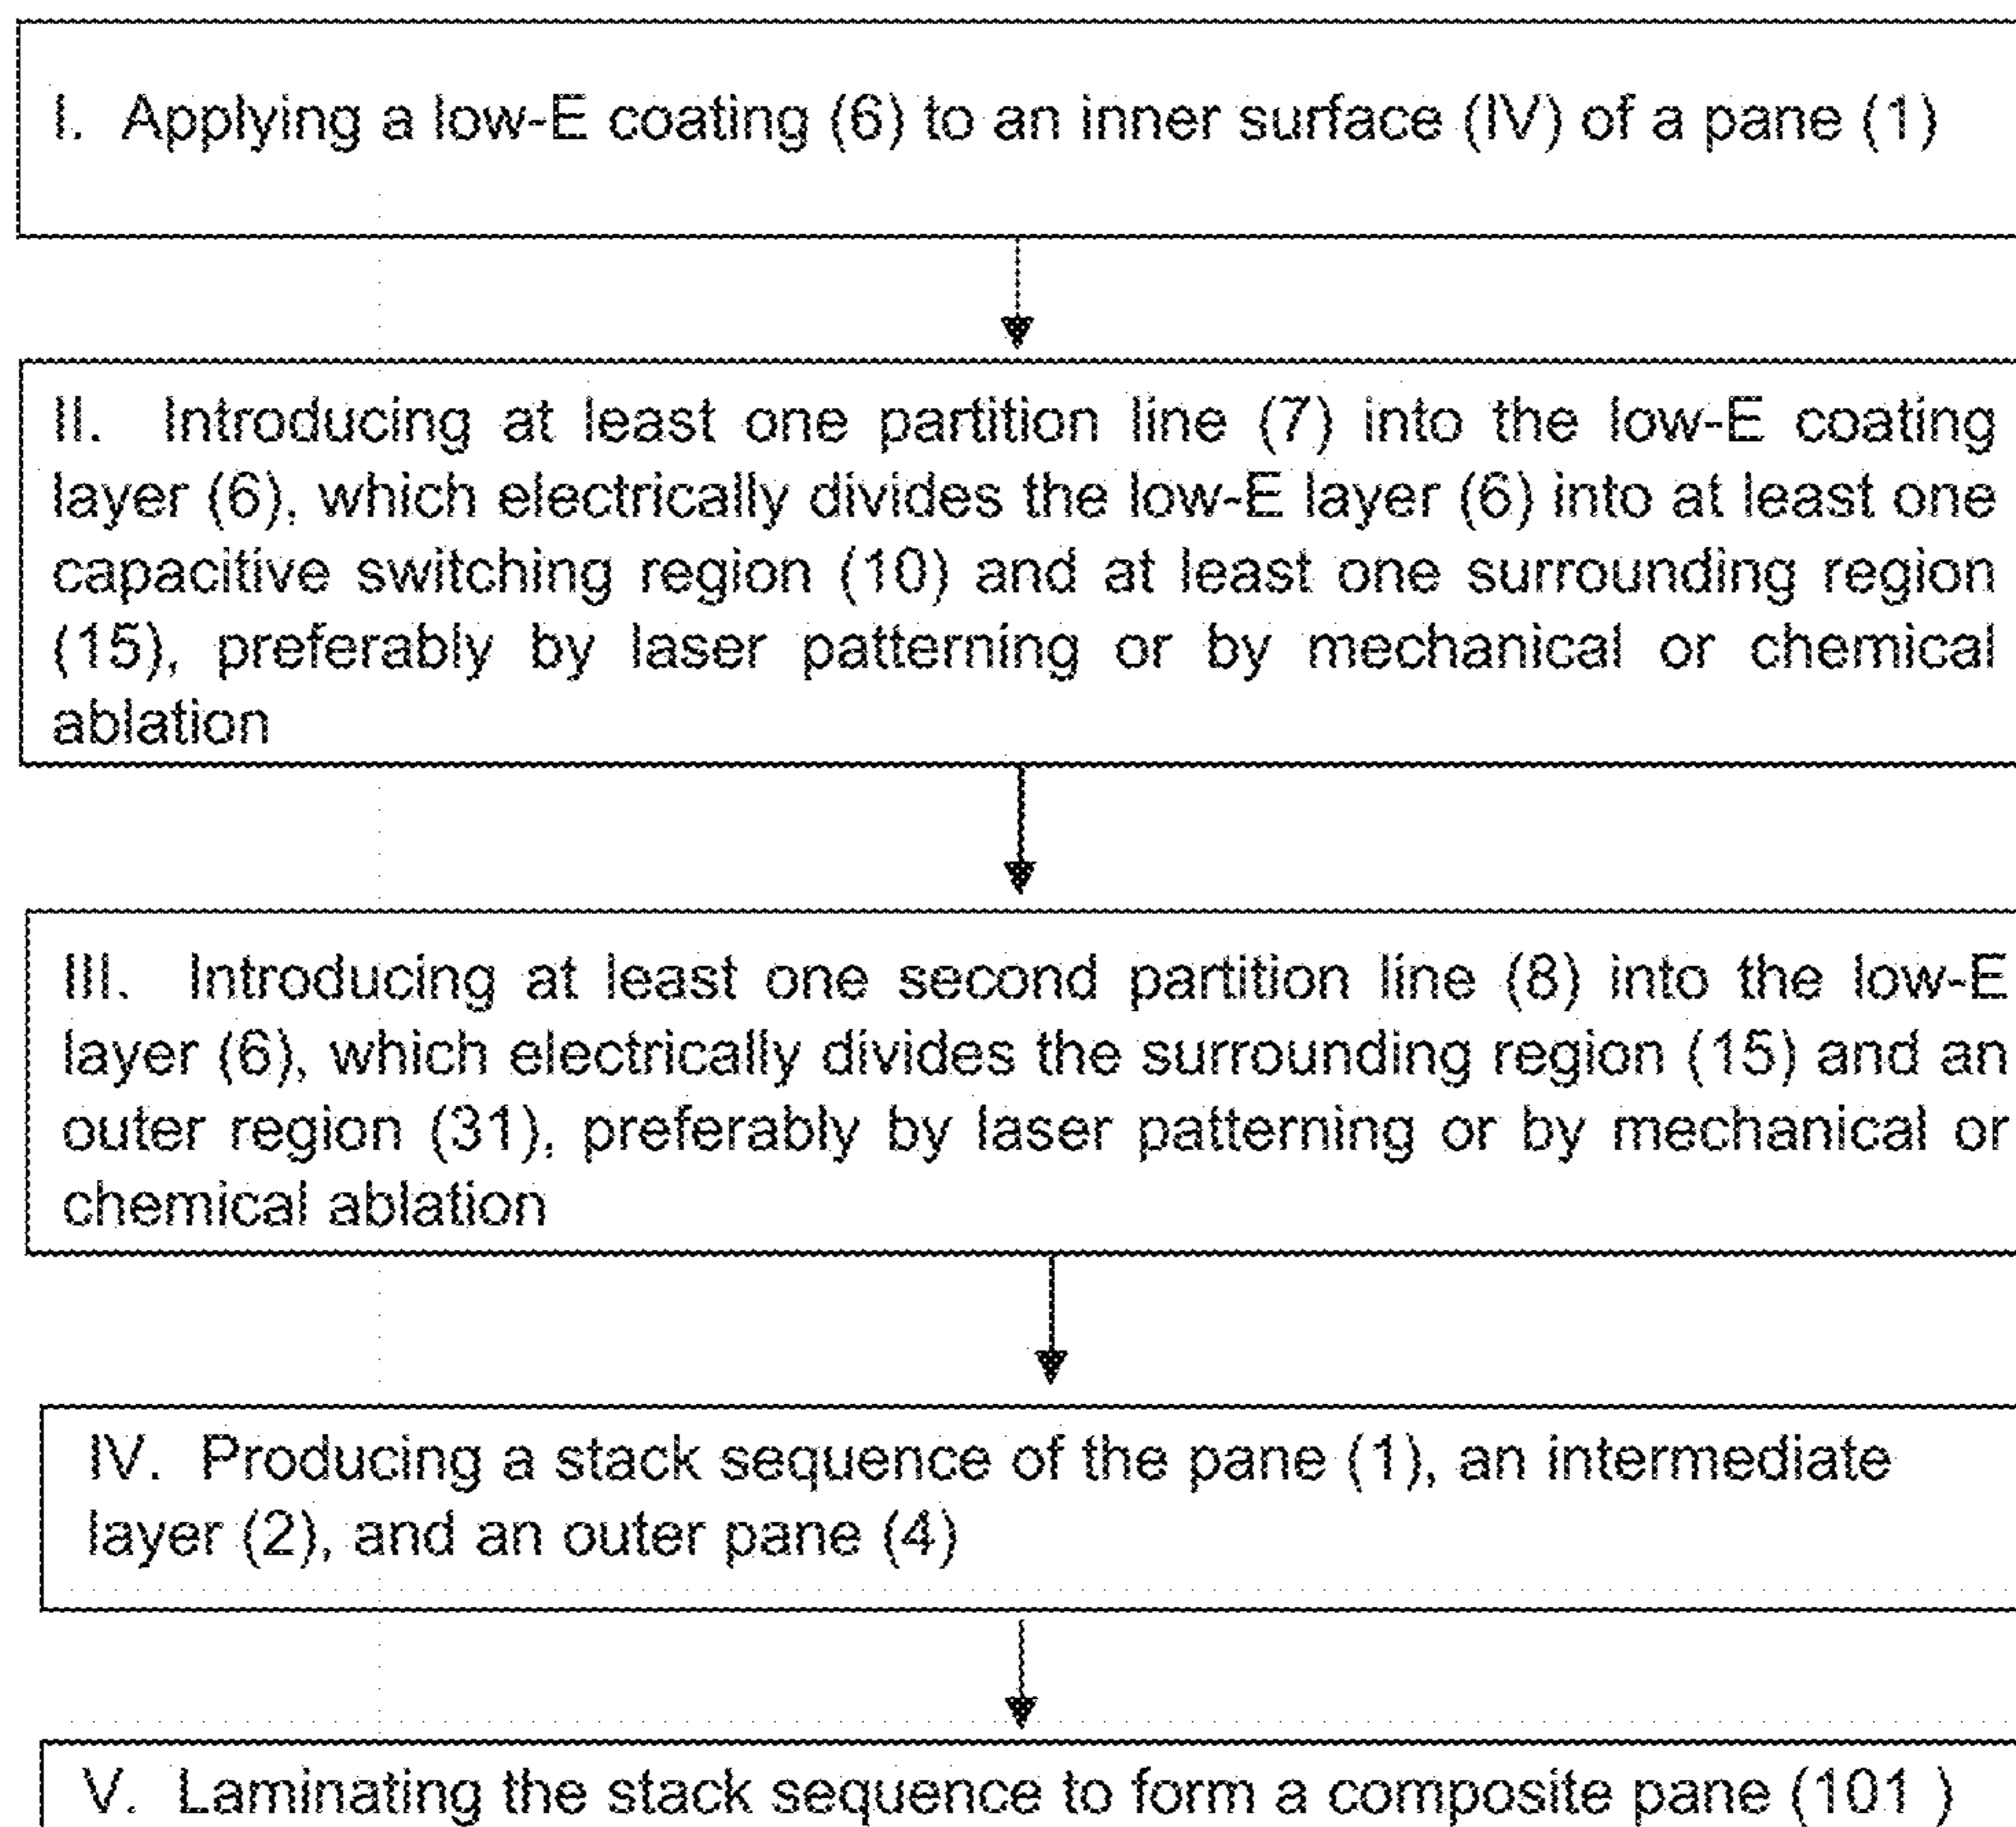 I. Applying a low-E coating (6) to an inner surface (IV) of a pane (1)
II. Introducing at least one partition line (7) into the low-E coating
layer (6), which electrically divides the low-E layer (6) into at least one
capacitive switching region (10) and at least one surrounding region
(15), preferably by laser patterning or by mechanical or chemical
ablation
III. Introducing at least one second partition line (8) into the low-E
layer (6), which electrically divides the surrounding region (15) and an
outer region (31), preferably by laser patterning or by mechanical or
chemical ablation
IV. Producing a stack sequence of the pane (1), an intermediate
layer (2), and an outer pane (4)
V. Laminating the stack sequence to form a composite pane (101 )